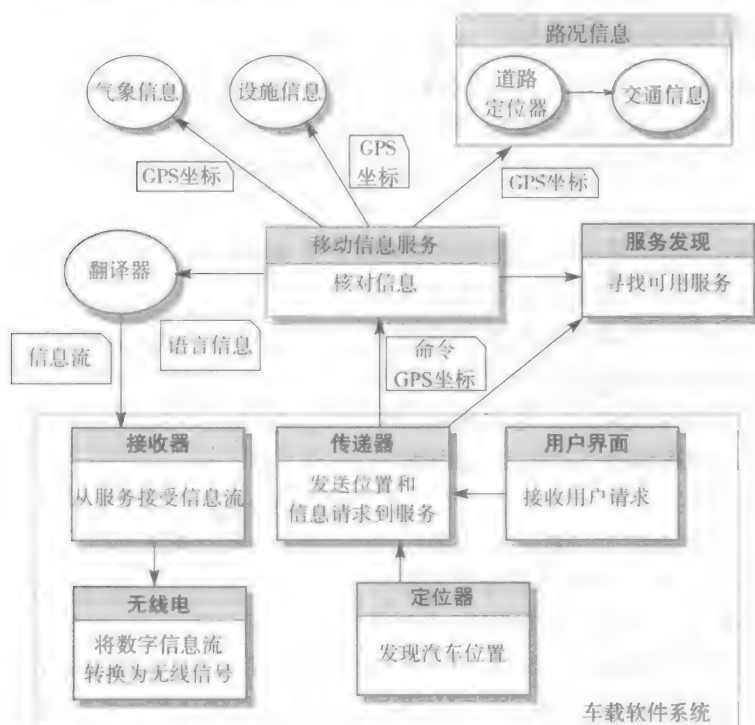 路况信息
气象信息
设施信息
道路
定位器
交通信息
GPS坐标
GPS
坐标
GPS坐标
移动信息服务
核对信息
服务发现
寻找可用服务
翻译器
信息流
语言信息
命令
GPS坐标
接收器
从服务接受信息流
传递器
发送位置和
信息请求到服务
用户界面
接收用户请求
无线电
将数字信息流
转换为无线信号
定位器
发现汽车位置
车载软件系统